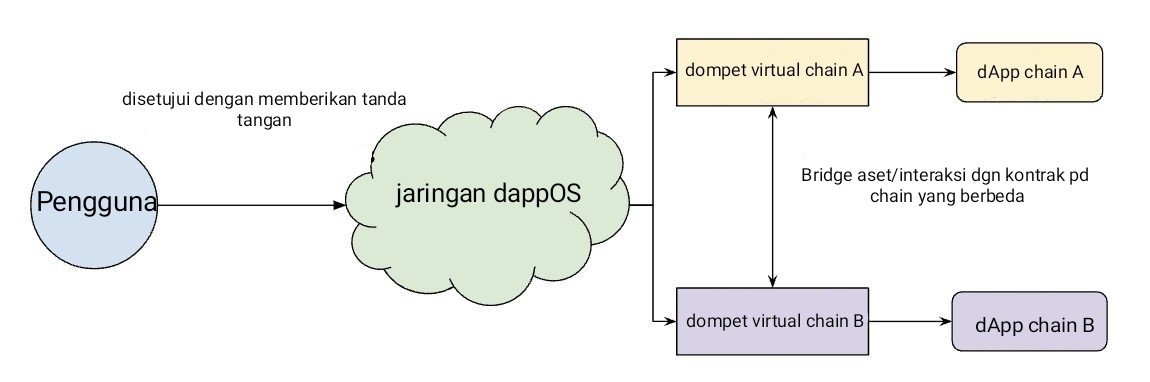 disetujui dengan memberikan tanda
tangan
Pengguna
jaringan dappOS
dompet virtual chain A
dApp chain A
Bridge aset/interaksi dgn kontrak pd
chain yang berbeda
dompet virtual chain B
dApp chain B